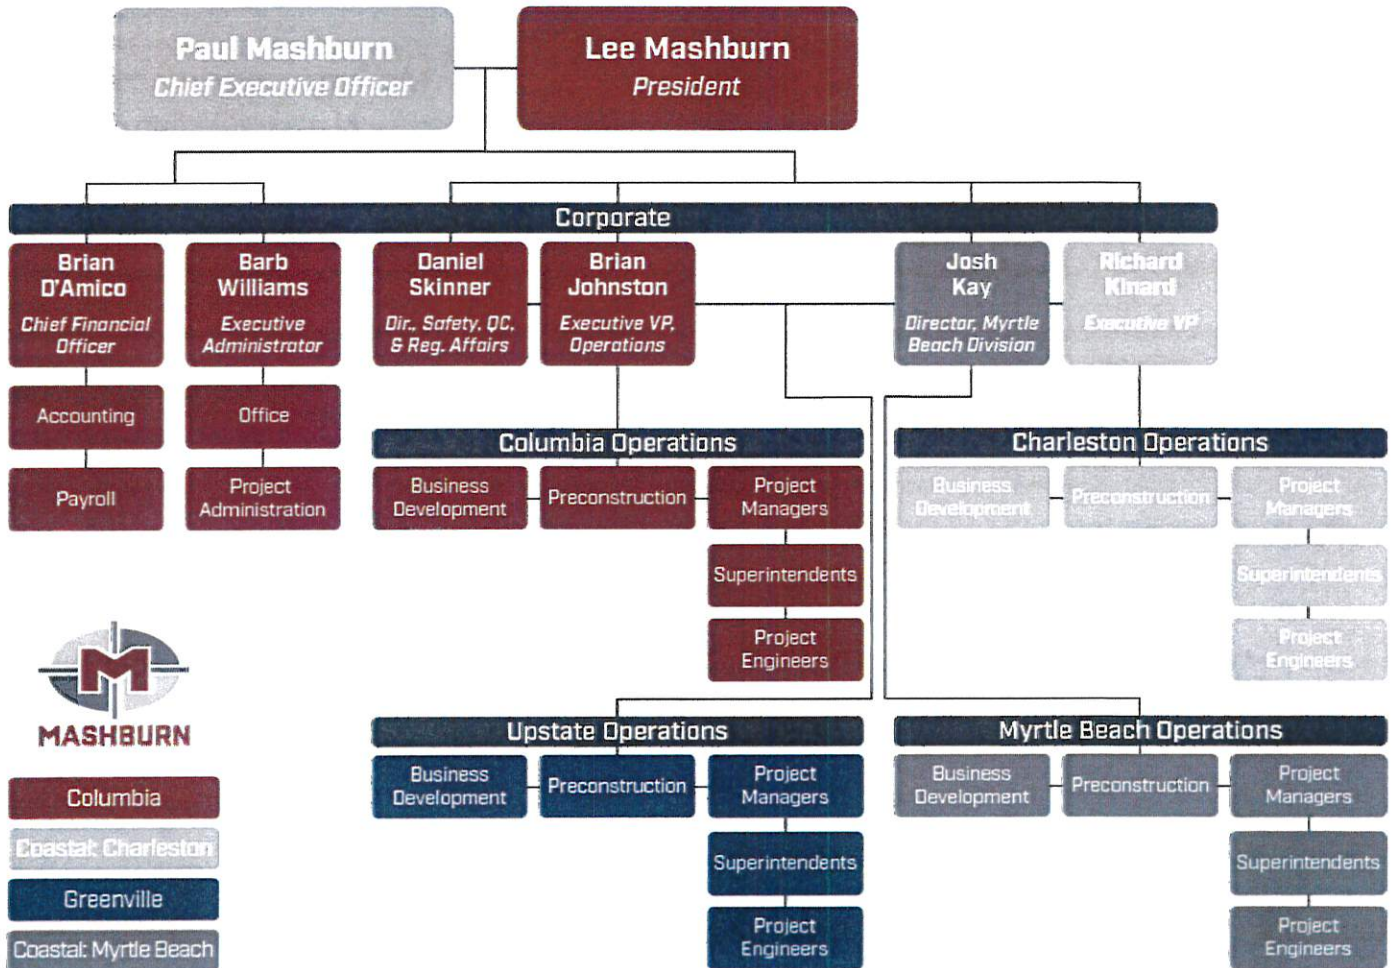 Paul Mashburn
Chief Executive Officer
Lee Mashburn
President
Corporate
Brian
D'Amico
Chief Financial
Officer
Barb
Williams
Executive
Administrator
Daniel
Skinner
Dir., Safety, QC,
& Reg. Affairs
Brian
Johnston
Executive VP,
Operations
Josh
Kay
Director, Myrtle
Beach Division
Richard
Kinard
Executive VP
Accounting
Payroll
Office
Project
Administration
Columbia Operations
Business
Development
Preconstruction
Project
Managers
Superintendents
Project
Engineers
Charleston Operations
Business
Development
Preconstruction
Project
Managers
Superintendents
Project
Engineers
Upstate Operations
Business
Development
Preconstruction
Project
Managers
Superintendents
Project
Engineers
Myrtle Beach Operations
Business
Development
Preconstruction
Project
Managers
Superintendents
Project
Engineers
M
MASHBURN
Columbia
Coastal: Charleston
Greenville
Coastal: Myrtle Beach